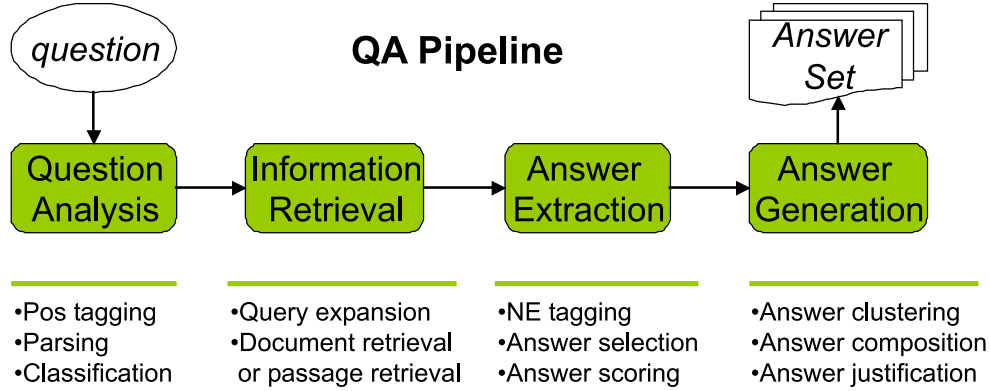 question
QA Pipeline
Answer
Set
Question
Analysis
Information
Retrieval
Answer
Extraction
Answer
Generation
•Pos tagging
•Parsing
•Classification
•Query expansion
•Document retrieval
or passage retrieval
•NE tagging
•Answer selection
•Answer scoring
•Answer clustering
•Answer composition
•Answer justification